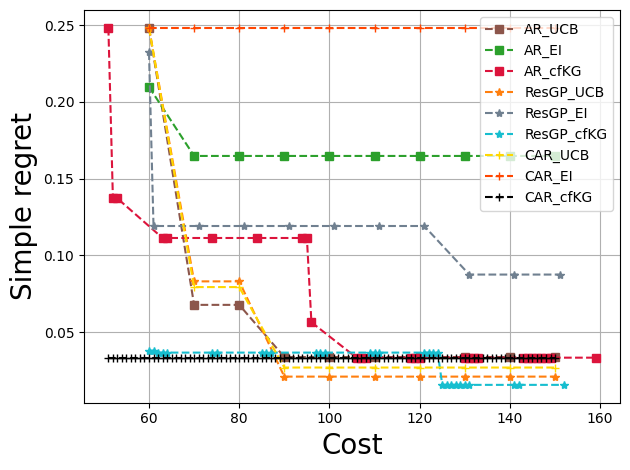 0.25
0.20
0.15
0.10
0.05
Simple regret
60
80
100
120
140
160
Cost
AR_UCB
AR_EI
AR_cfKG
ResGP_UCB
ResGP_EI
ResGP_cfKG
CAR_UCB
CAR_EI
CAR_cfKG